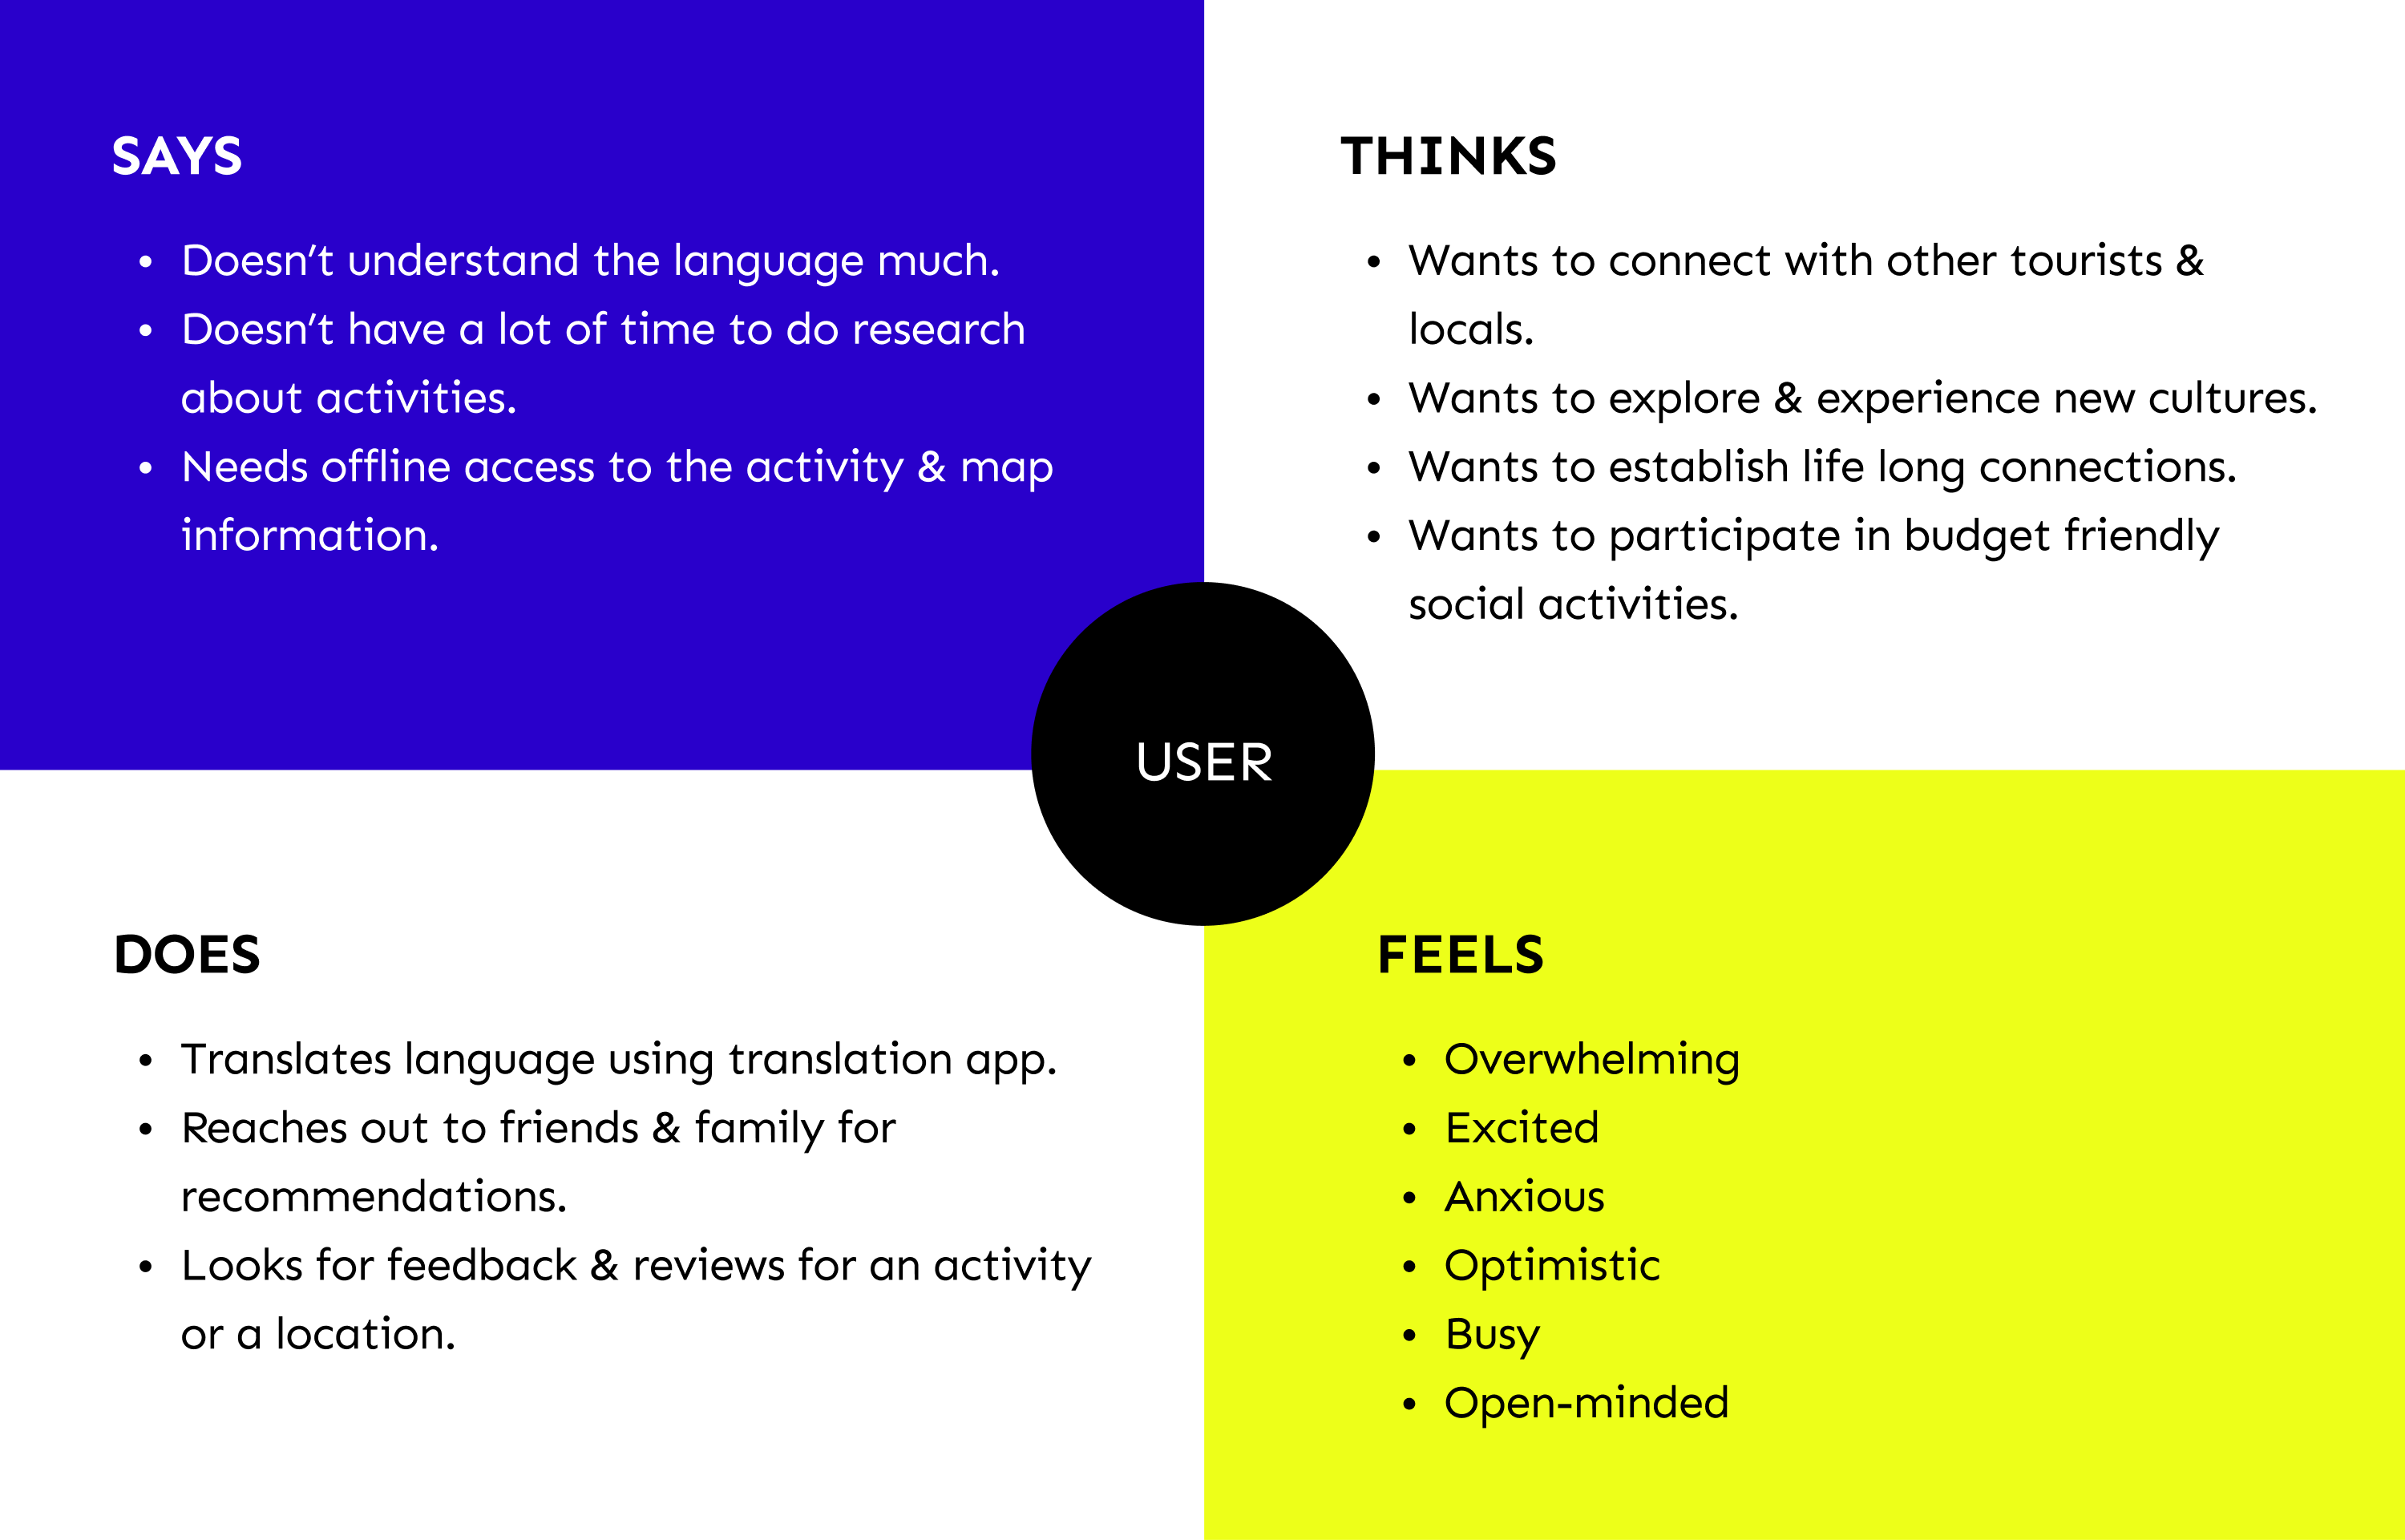 SAYS
• Doesn’t understand the language much.
• Doesn’t have a lot of time to do research
about activities.
• Needs offline access to the activity & map
information.
THINKS
• Wants to connect with other tourists &
locals.
• Wants to explore & experience new cultures.
• Wants to establish life long connections.
• Wants to participate in budget friendly
social activities.
USER
DOES
• Translates language using translation app.
• Reaches out to friends & family for
recommendations.
• Looks for feedback & reviews for an activity
or a location.
FEELS
• Overwhelming
• Excited
• Anxious
• Optimistic
• Busy
• Open-minded